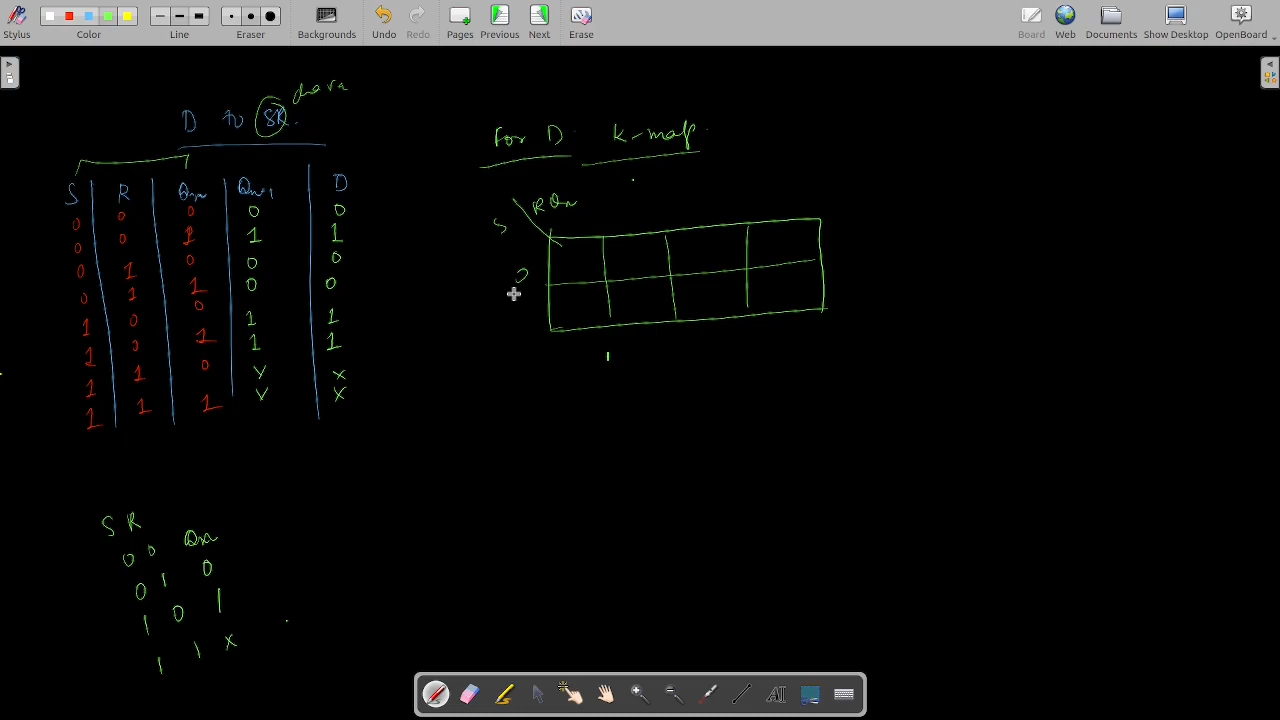 Stylus Color Line Eraser Backgrounds Undo Redo Pages Previous Next Erase Board Web Documents Show Desktop OpenBoard
D to SR
For D K-map
S R Qn Qn+1 D
0 0 0 0 0
0 0 1 1 1
0 1 0 0 0
0 1 1 0 0
1 0 0 1 1
1 0 1 1 1
1 1 0 X X
1 1 1 X X
S RQn
0
S R Qn
0 0
0 1 0
1 0 1
1 1 X
AI